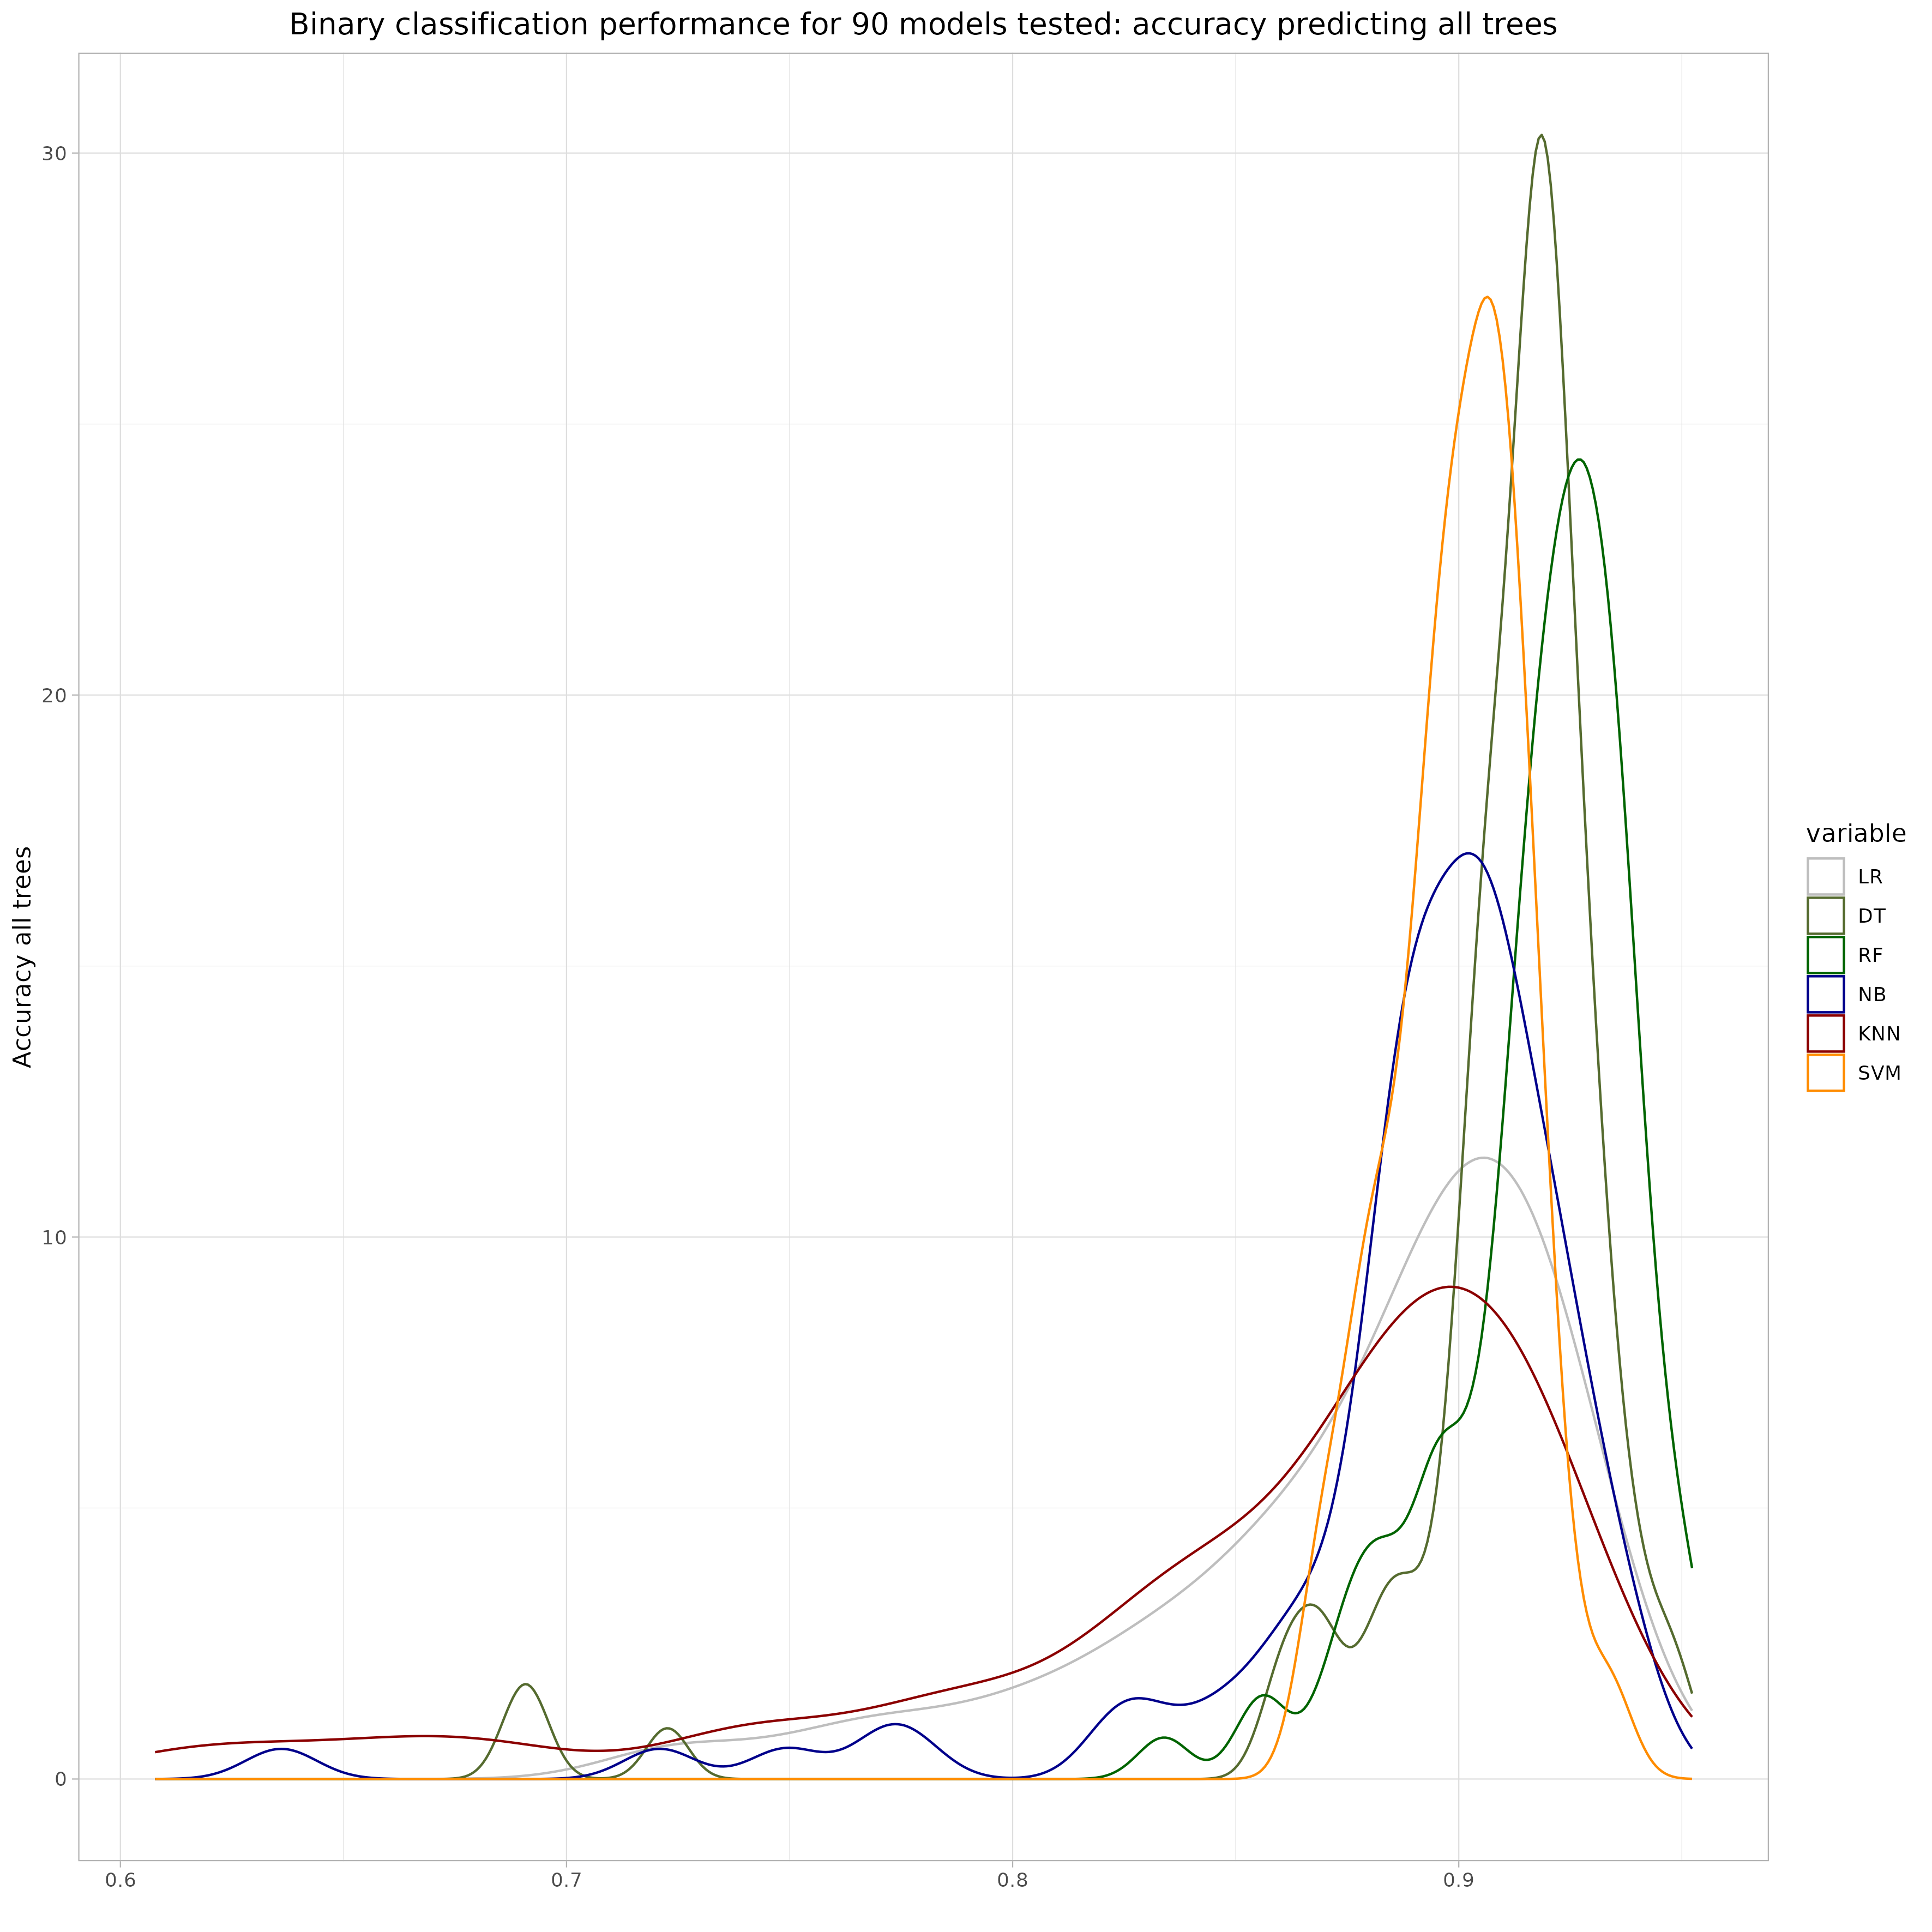 Binary classification performance for 90 models tested: accuracy predicting all trees
30
20
10
0
Accuracy all trees
0.6
0.7
0.8
0.9
variable
LR
DT
RF
NB
KNN
SVM